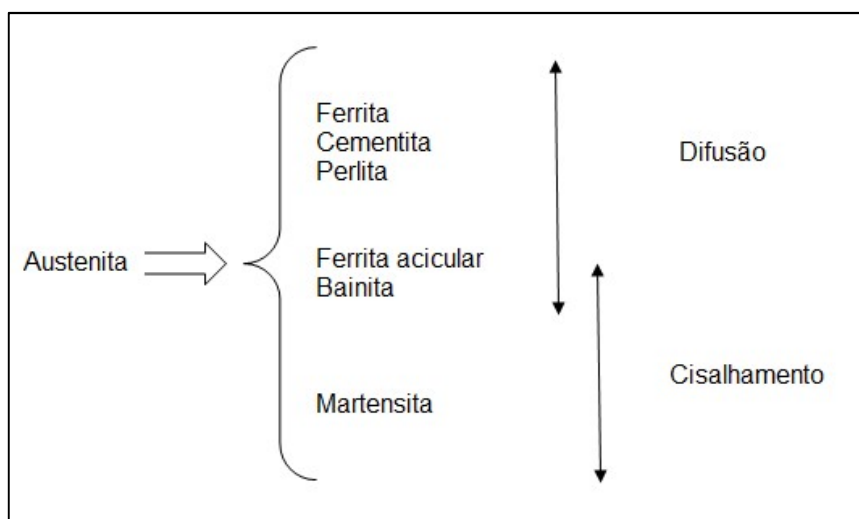 Ferrita
Cementita
Perlita
Difusão
Austenita
Ferrita acicular
Bainita
Cisalhamento
Martensita